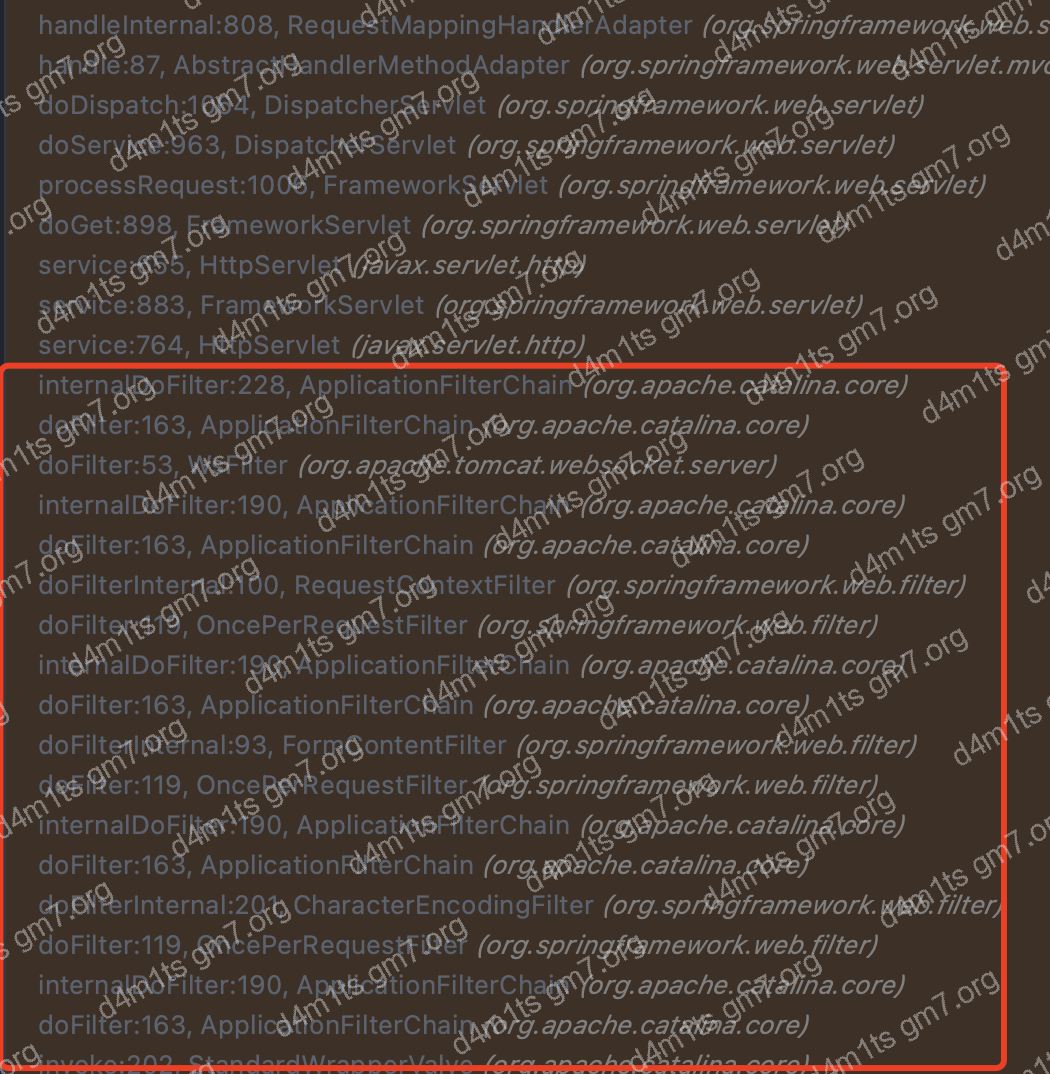 handleInternal:808, RequestMappingHandlerAdapter (org.springframework.web.s
handle:87, AbstractHandlerMethodAdapter (org.springframework.web.servlet.mvc
doDispatch:1064, DispatcherServlet (org.springframework.web.servlet)
doService:963, DispatcherServlet (org.springframework.web.servlet)
processRequest:1006, FrameworkServlet (org.springframework.web.servlet)
doGet:898, FrameworkServlet (org.springframework.web.servlet)
service:655, HttpServlet (javax.servlet.http)
service:883, FrameworkServlet (org.springframework.web.servlet)
service:764, HttpServlet (javax.servlet.http)
internalDoFilter:228, ApplicationFilterChain (org.apache.catalina.core)
doFilter:163, ApplicationFilterChain (org.apache.catalina.core)
doFilter:53, WsFilter (org.apache.tomcat.websocket.server)
internalDoFilter:190, ApplicationFilterChain (org.apache.catalina.core)
doFilter:163, ApplicationFilterChain (org.apache.catalina.core)
doFilterInternal:100, RequestContextFilter (org.springframework.web.filter)
doFilter:119, OncePerRequestFilter (org.springframework.web.filter)
internalDoFilter:190, ApplicationFilterChain (org.apache.catalina.core)
doFilter:163, ApplicationFilterChain (org.apache.catalina.core)
doFilterInternal:93, FormContentFilter (org.springframework.web.filter)
doFilter:119, OncePerRequestFilter (org.springframework.web.filter)
internalDoFilter:190, ApplicationFilterChain (org.apache.catalina.core)
doFilter:163, ApplicationFilterChain (org.apache.catalina.core)
doFilterInternal:201, CharacterEncodingFilter (org.springframework.web.filter)
doFilter:119, OncePerRequestFilter (org.springframework.web.filter)
internalDoFilter:190, ApplicationFilterChain (org.apache.catalina.core)
doFilter:163, ApplicationFilterChain (org.apache.catalina.core)
invoke:202, StandardWrapperValve (org.apache.catalina.core)
d4m1ts gm7.org